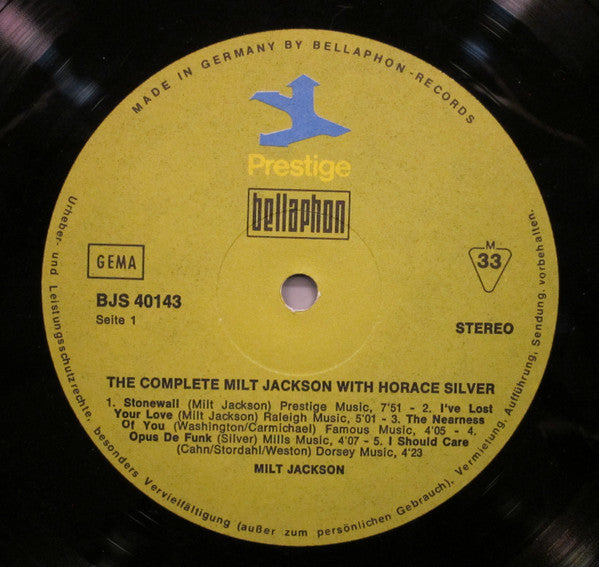 MADE IN GERMANY BY BELLAPHON-RECORDS
Prestige
bellaphon
GEMA
M
33
BJS 40143
Seite 1
STEREO
THE COMPLETE MILT JACKSON WITH HORACE SILVER
1. Stonewall (Milt Jackson) Prestige Music, 7'51 - 2. I've Lost
Your Love (Milt Jackson) Raleigh Music, 5'01 - 3. The Nearness
Of You (Washington/Carmichael) Famous Music, 4'05 - 4.
Opus De Funk (Silver) Mills Music, 4'07 - 5. I Should Care
(Cahn/Stordahl/Weston) Dorsey Music, 4'23
MILT JACKSON
Urheber- und Leistungsschutzrechte, besonders Vervielfältigung (außer zum persönlichen Gebrauch), Vermietung, Aufführung, Sendung, vorbehalten.